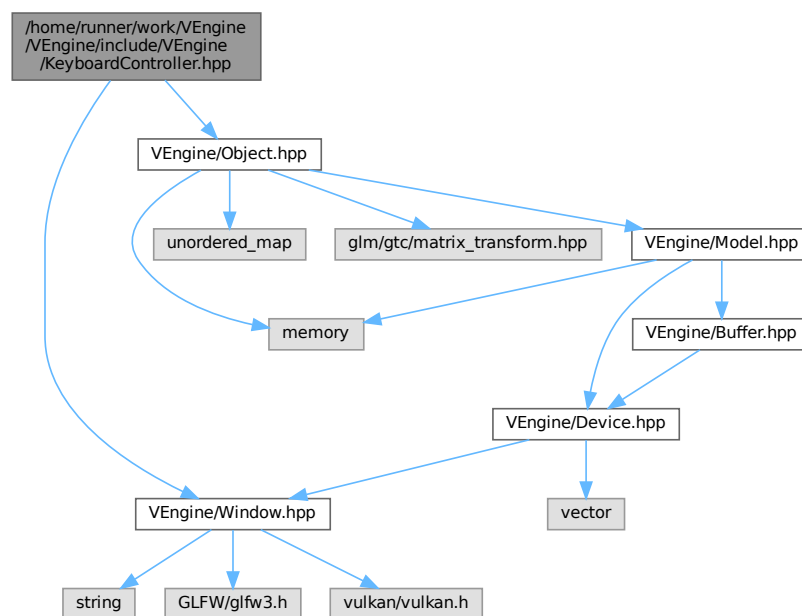 /home/runner/work/VEngine
/VEngine/include/VEngine
/KeyboardController.hpp
VEngine/Object.hpp
unordered_map
glm/gtc/matrix_transform.hpp
VEngine/Model.hpp
memory
VEngine/Buffer.hpp
VEngine/Device.hpp
VEngine/Window.hpp
vector
string
GLFW/glfw3.h
vulkan/vulkan.h